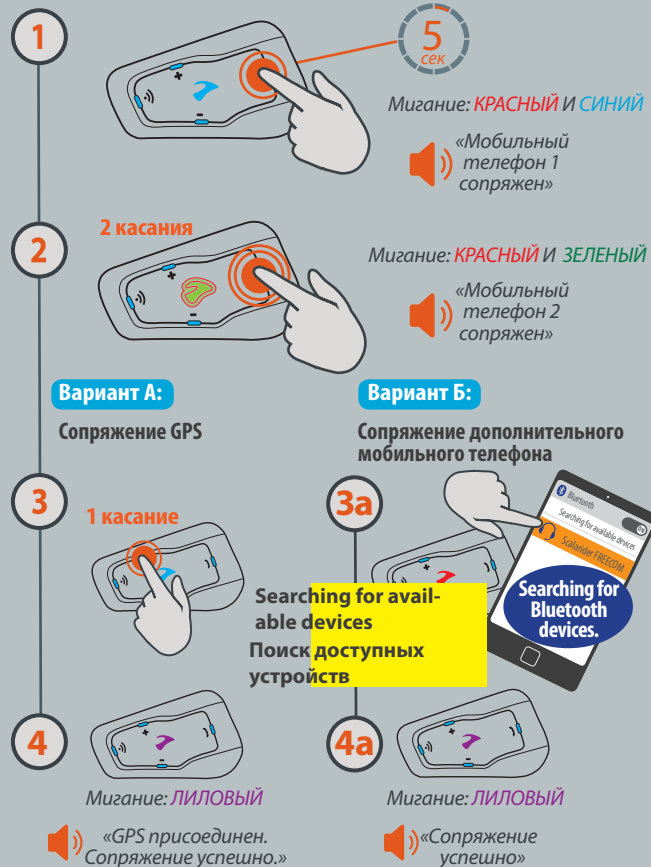 1
5
сек
Мигание: КРАСНЫЙ И СИНИЙ
«Мобильный
телефон 1
сопряжен»
2 касания
2
Мигание: КРАСНЫЙ И ЗЕЛЕНЫЙ
«Мобильный
телефон 2
сопряжен»
Вариант А:
Сопряжение GPS
Вариант Б:
Сопряжение дополнительного
мобильного телефона
3
1 касание
3a
Bluetooth
ON
Searching for available devices
Scalarider FREECOM
Searching for
Bluetooth
devices.
Searching for avail-
able devices
Поиск доступных
устройств
4
Мигание: ЛИЛОВЫЙ
«GPS присоединен.
Сопряжение успешно.»
4a
Мигание: ЛИЛОВЫЙ
«Сопряжение
успешно»